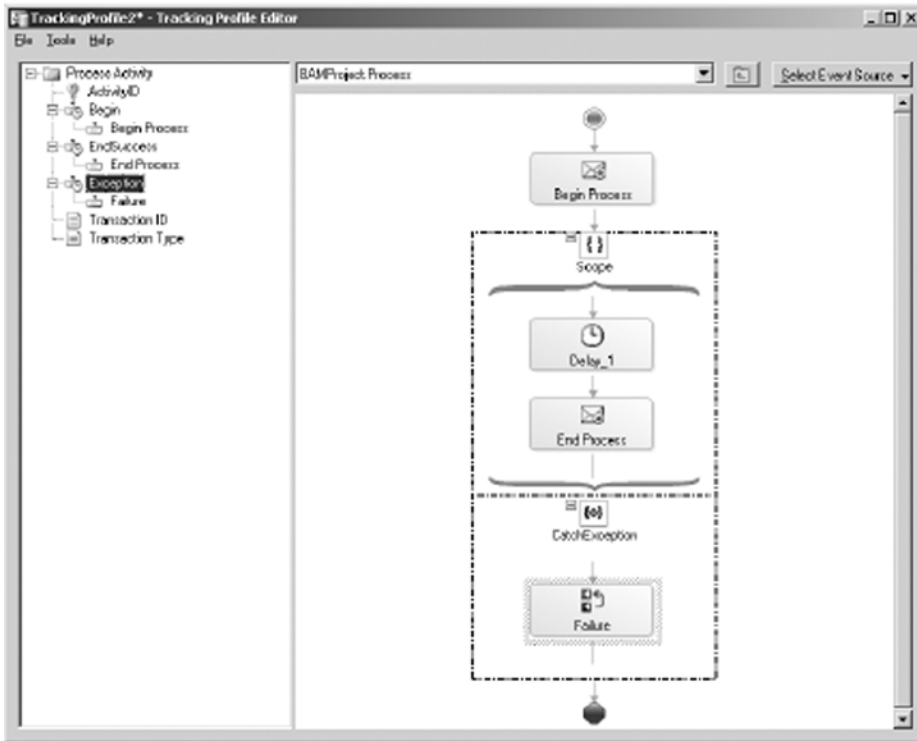 TrackingProfile2* - Tracking Profile Editor
File Tools Help
BAMProject.Process
Select Event Source
Process Activity
ActivityID
Begin
Begin Process
EndSuccess
End Process
Exception
Failure
Transaction ID
Transaction Type
Begin Process
Scope
Delay_1
End Process
CatchException
Failure